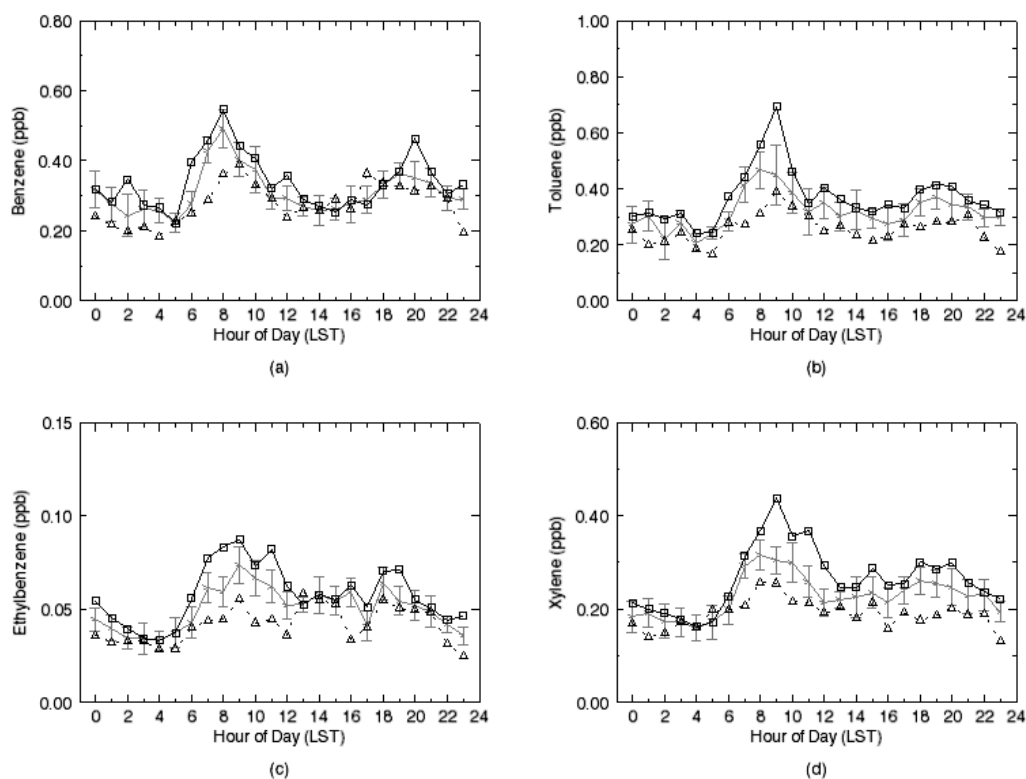 0.80
0.60
0.40
0.20
0.00
Benzene (ppb)
0 2 4 6 8 10 12 14 16 18 20 22 24
Hour of Day (LST)
(a)
1.00
0.80
0.60
0.40
0.20
0.00
Toluene (ppb)
0 2 4 6 8 10 12 14 16 18 20 22 24
Hour of Day (LST)
(b)
0.15
0.10
0.05
0.00
Ethylbenzene (ppb)
0 2 4 6 8 10 12 14 16 18 20 22 24
Hour of Day (LST)
(c)
0.60
0.40
0.20
0.00
Xylene (ppb)
0 2 4 6 8 10 12 14 16 18 20 22 24
Hour of Day (LST)
(d)